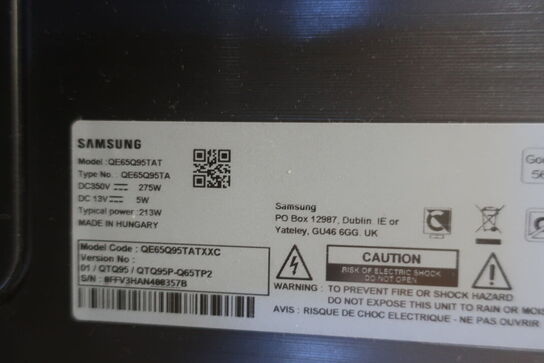 SAMSUNG
Model : QE65Q95TAT
Type No : QE65Q95TA
DC350V 275W
DC 13V 5W
Typical power : 213W
MADE IN HUNGARY
Model Code : QE65Q95TATXXC
Version No :
01 / QTQ95 / QTQ95P-Q65TP2
S/N :
Samsung
PO Box 12987, Dublin. IE or
Yateley, GU46 6GG. UK
CAUTION
RISK OF ELECTRIC SHOCK
DO NOT OPEN
WARNING : TO PREVENT FIRE OR SHOCK HAZARD
DO NOT EXPOSE THIS UNIT TO RAIN OR MOIS
AVIS : RISQUE DE CHOC ELECTRIQUE - NE PAS OUVRIR
Goo
56